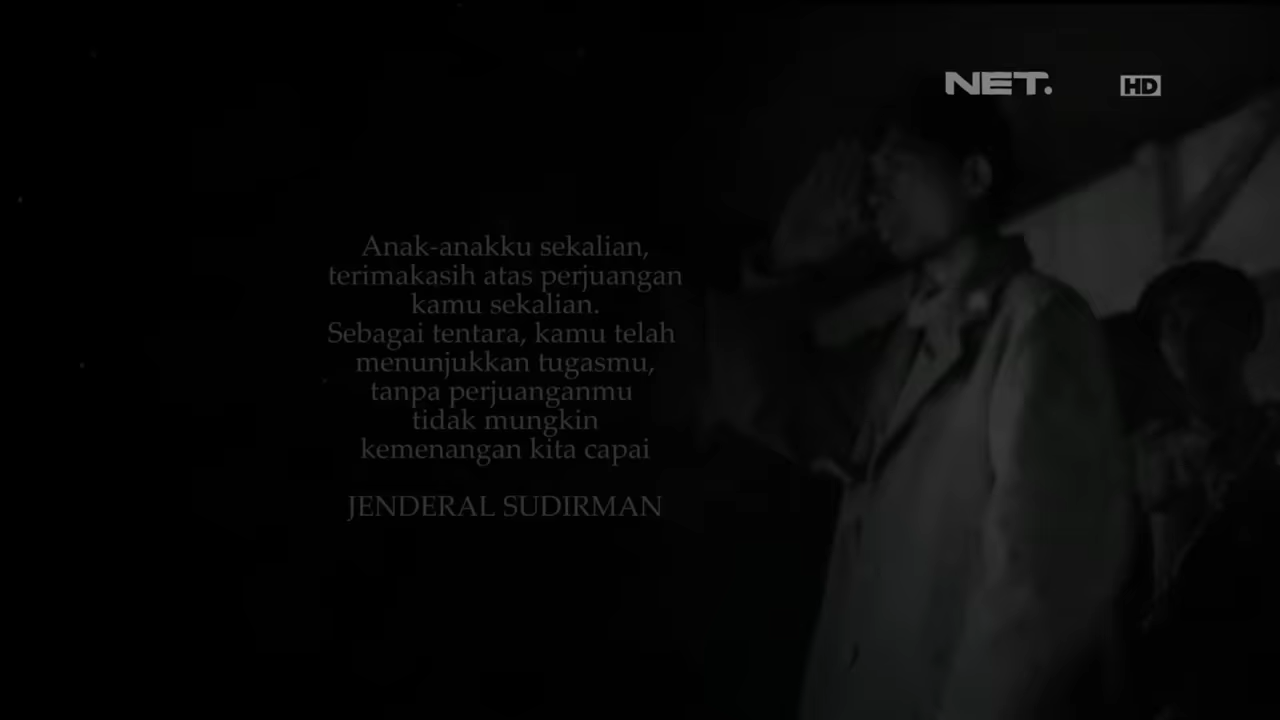 NET.
HD
Anak-anakku sekalian,
terimakasih atas perjuangan
kamu sekalian.
Sebagai tentara, kamu telah
menunjukkan tugasmu,
tanpa perjuanganmu
tidak mungkin
kemenangan kita capai
JENDERAL SUDIRMAN